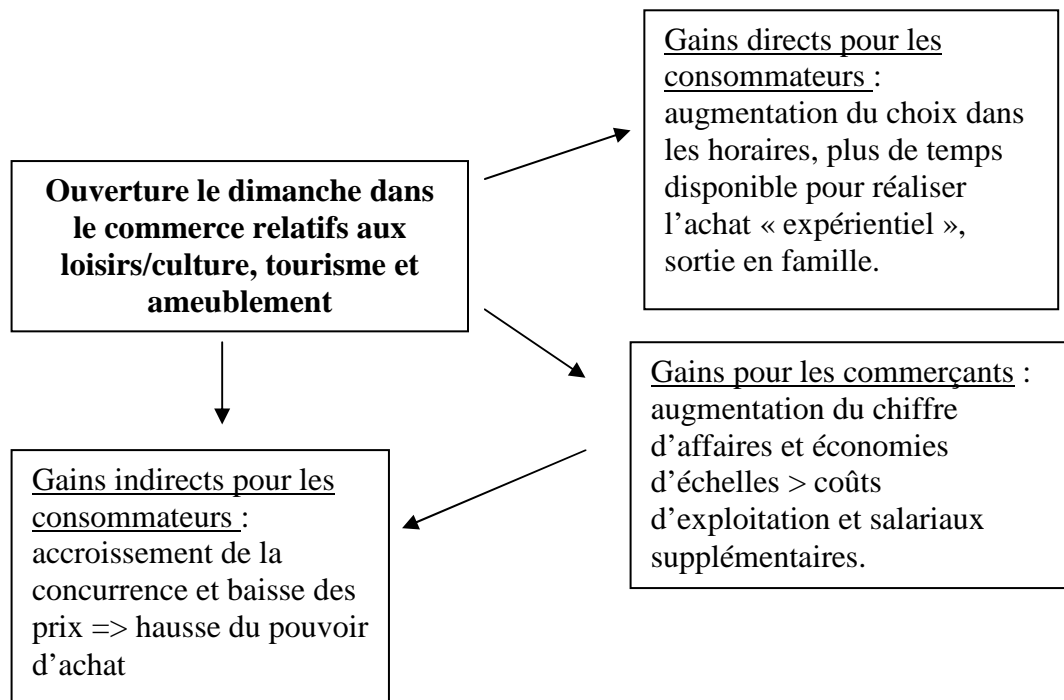 Gains directs pour les
consommateurs :
augmentation du choix dans
les horaires, plus de temps
disponible pour réaliser
l’achat « expérientiel »,
sortie en famille.
Ouverture le dimanche dans
le commerce relatifs aux
loisirs/culture, tourisme et
ameublement
Gains pour les commerçants :
augmentation du chiffre
d’affaires et économies
d’échelles > coûts
d’exploitation et salariaux
supplémentaires.
Gains indirects pour les
consommateurs :
accroissement de la
concurrence et baisse des
prix => hausse du pouvoir
d’achat